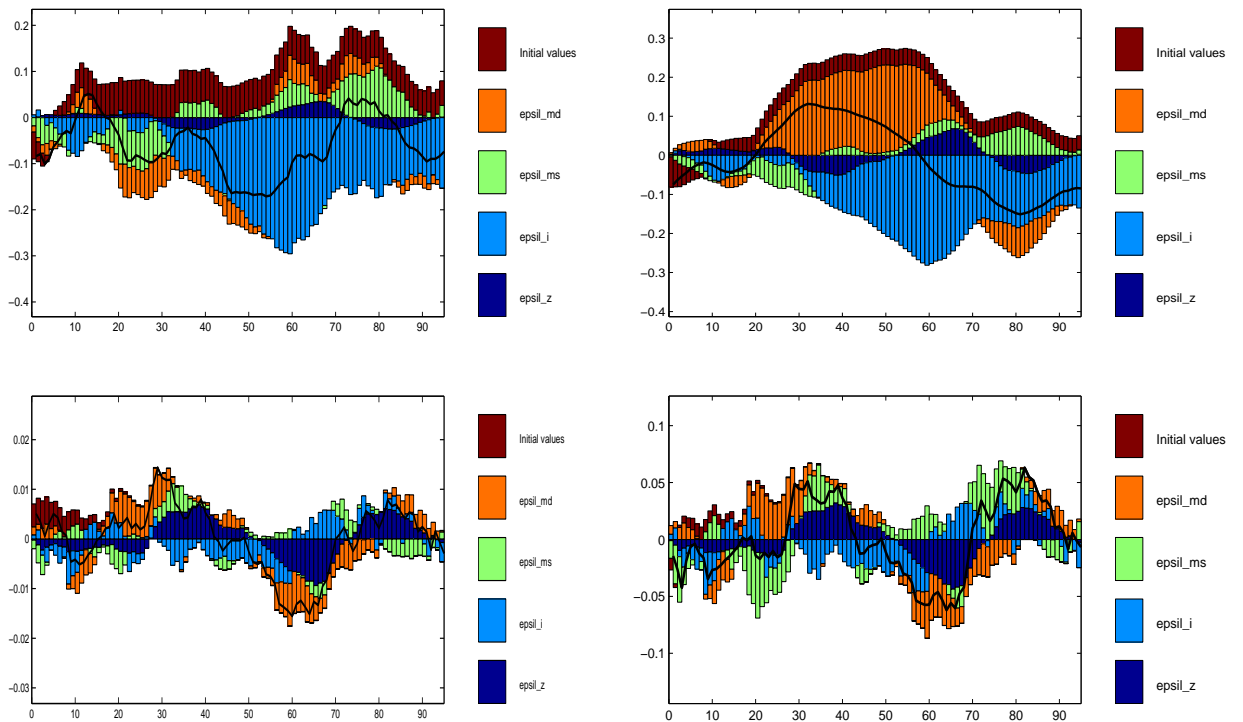 0.2
0.1
0
−0.1
−0.2
−0.3
−0.4
0 10 20 30 40 50 60 70 80 90
Initial values
epsil_md
epsil_ms
epsil_i
epsil_z
0.3
0.2
0.1
0
−0.1
−0.2
−0.3
−0.4
0 10 20 30 40 50 60 70 80 90
Initial values
epsil_md
epsil_ms
epsil_i
epsil_z
0.02
0.01
0
−0.01
−0.02
−0.03
0 10 20 30 40 50 60 70 80 90
Initial values
epsil_md
epsil_ms
epsil_i
epsil_z
0.1
0.05
0
−0.05
−0.1
0 10 20 30 40 50 60 70 80 90
Initial values
epsil_md
epsil_ms
epsil_i
epsil_z